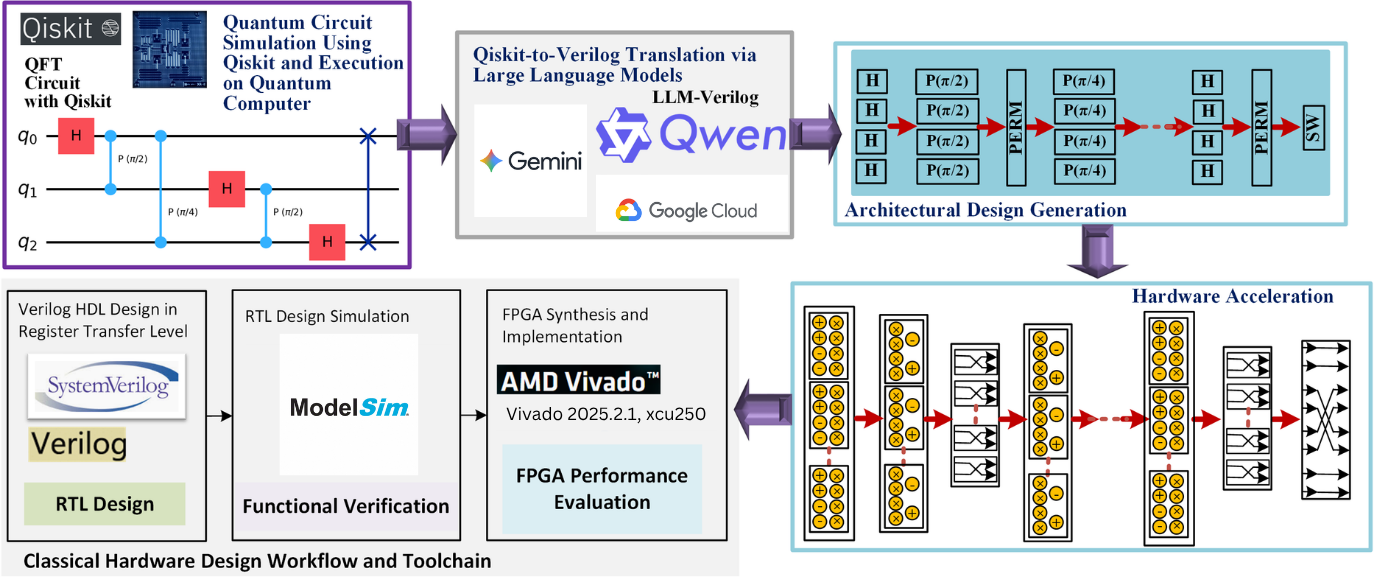 Qiskit
Quantum Circuit
Simulation Using
Qiskit and Execution
on Quantum
Computer
QFT
Circuit
with Qiskit
q0
H
P (π/2)
q1
H
P (π/4)
P (π/2)
q2
H
Qiskit-to-Verilog Translation via
Large Language Models
LLM-Verilog
Gemini
Qwen
Google Cloud
H P(π/2) P(π/4) H
H P(π/2) P(π/4) H
H P(π/2) P(π/4) H
H P(π/2) P(π/4) H
PERM
PERM
SW
Architectural Design Generation
Hardware Acceleration
Verilog HDL Design in
Register Transfer Level
SystemVerilog
Verilog
RTL Design
RTL Design Simulation
ModelSim
Functional Verification
FPGA Synthesis and
Implementation
AMD Vivado™
Vivado 2025.2.1, xcu250
FPGA Performance
Evaluation
Classical Hardware Design Workflow and Toolchain